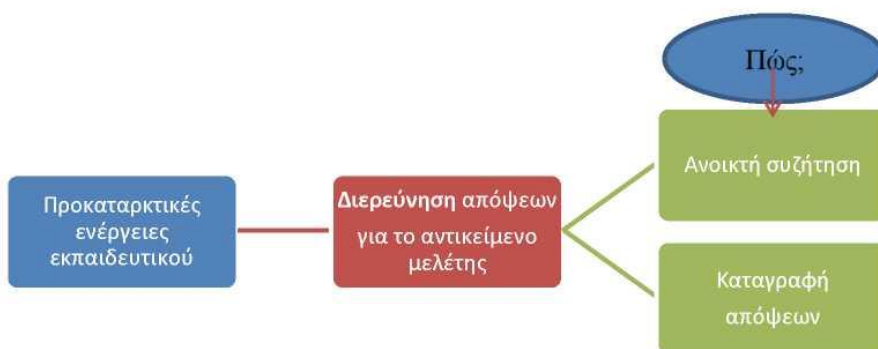 Πώς;
Ανοικτή συζήτηση
Προκαταρκτικές
ενέργειες
εκπαιδευτικού
Διερεύνηση απόψεων
για το αντικείμενο
μελέτης
Καταγραφή
απόψεων